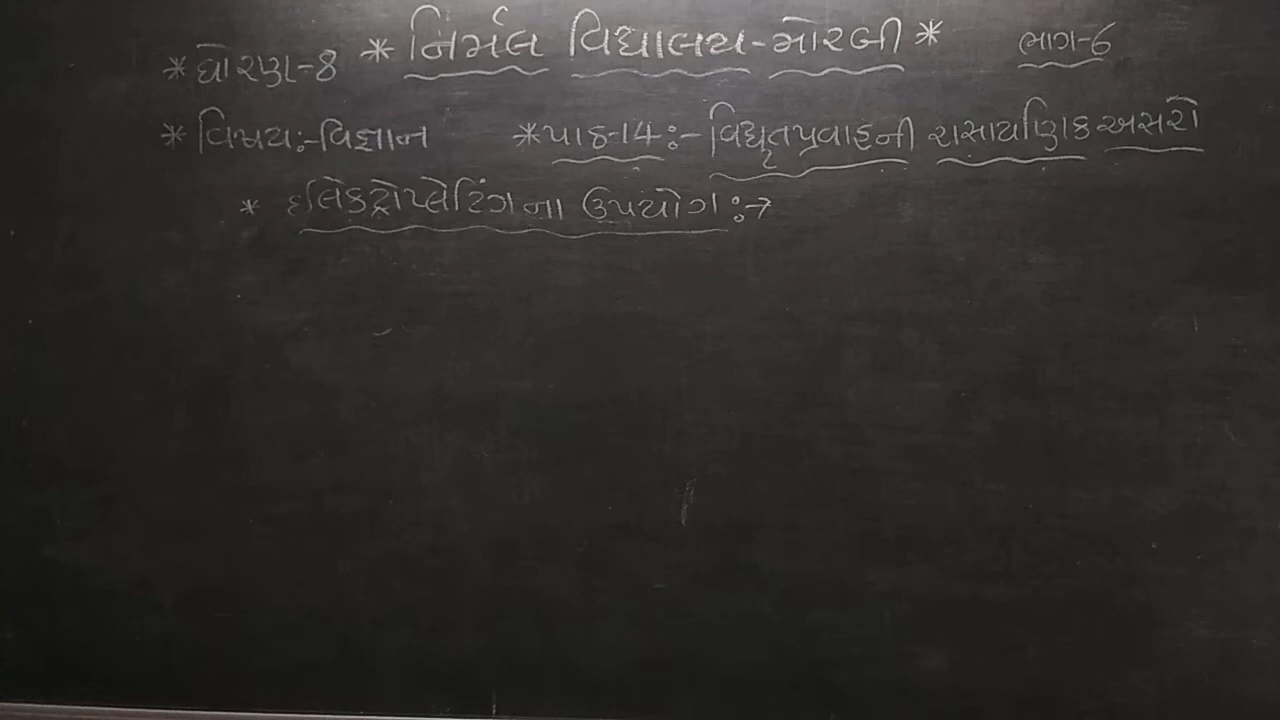 * નિર્મલ વિદ્યાલય-મોરબી *
ભાગ-6
* ધોરણ-8
* વિષય:-વિજ્ઞાન
* પાઠ-14:- વિદ્યુતપ્રવાહની રાસાયણિક અસરો
* ઇલેક્ટ્રોપ્લેટિંગના ઉપયોગ:→